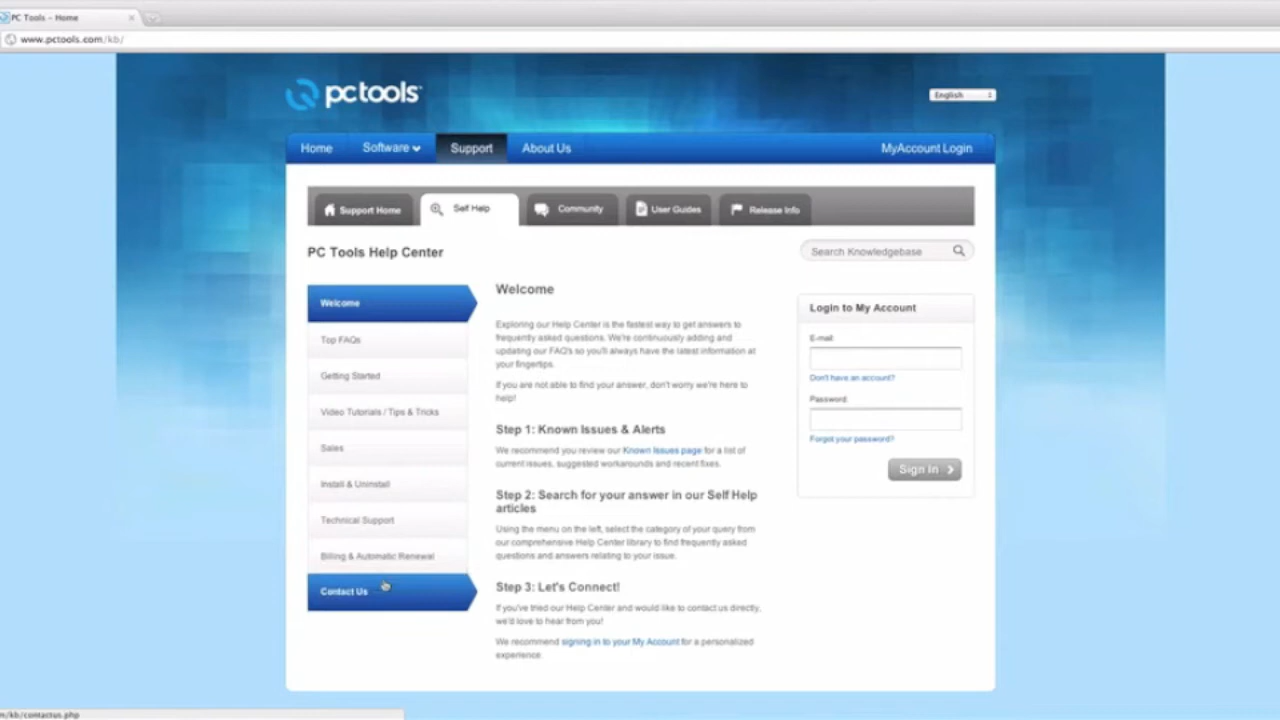 PC Tools - Home
www.pctools.com/kb/
pctools
English
Home Software Support About Us MyAccount Login
Support Home Self Help Community User Guides Release Info
PC Tools Help Center
Search Knowledgebase
Welcome
Top FAQs
Getting Started
Video Tutorials / Tips & Tricks
Sales
Install & Uninstall
Technical Support
Billing & Automatic Renewal
Contact Us
Welcome
Exploring our Help Center is the fastest way to get answers to
frequently asked questions. We're continuously adding and
updating our FAQ's so you'll always have the latest information at
your fingertips.
If you are not able to find your answer, don't worry we're here to
help!
Step 1: Known Issues & Alerts
We recommend you review our Known Issues page for a list of
current issues, suggested workarounds and recent fixes.
Step 2: Search for your answer in our Self Help
articles
Using the menu on the left, select the category of your query from
our comprehensive Help Center library to find frequently asked
questions and answers relating to your issue.
Step 3: Let's Connect!
If you've tried our Help Center and would like to contact us directly,
we'd love to hear from you!
We recommend signing in to your My Account for a personalized
experience.
Login to My Account
E-mail:
Don't have an account?
Password:
Forgot your password?
Sign In
m/kb/contactus.php